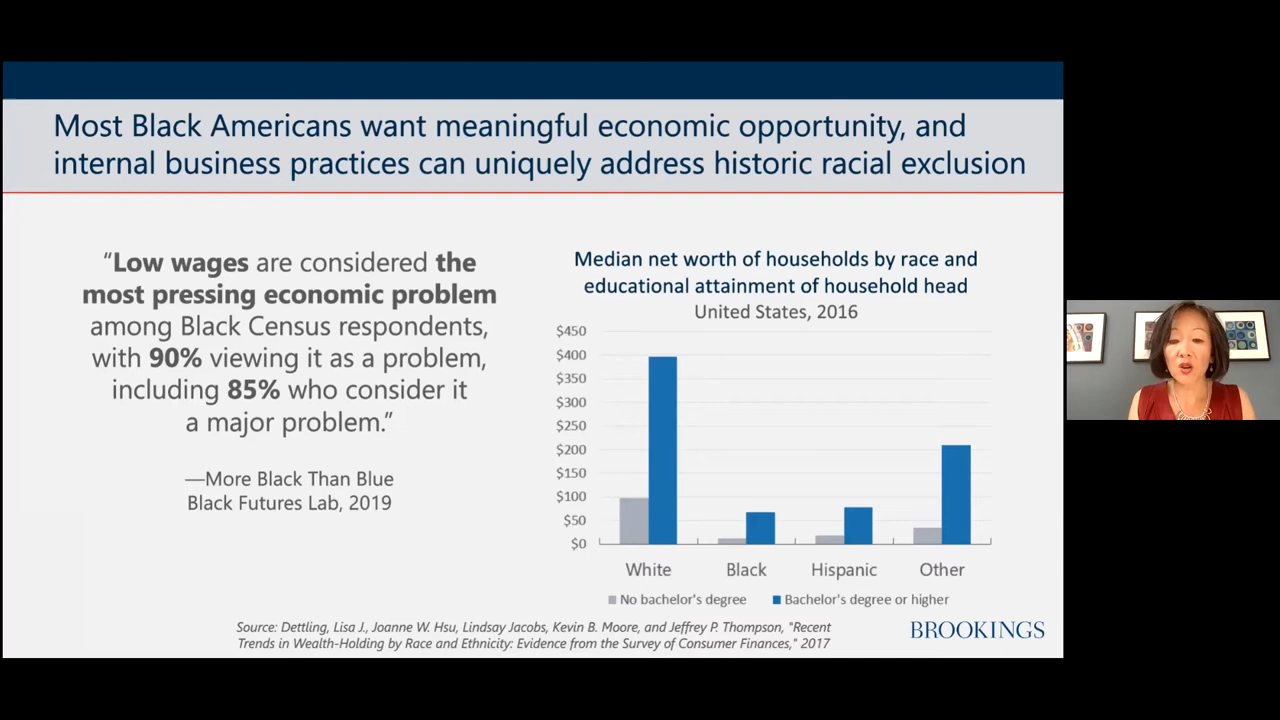 Most Black Americans want meaningful economic opportunity, and
internal business practices can uniquely address historic racial exclusion
“Low wages are considered the
most pressing economic problem
among Black Census respondents,
with 90% viewing it as a problem,
including 85% who consider it
a major problem.”
—More Black Than Blue
Black Futures Lab, 2019
Median net worth of households by race and
educational attainment of household head
United States, 2016
$450
$400
$350
$300
$250
$200
$150
$100
$50
$0
White Black Hispanic Other
No bachelor's degree Bachelor's degree or higher
Source: Dettling, Lisa J., Joanne W. Hsu, Lindsay Jacobs, Kevin B. Moore, and Jeffrey P. Thompson, "Recent
Trends in Wealth-Holding by Race and Ethnicity: Evidence from the Survey of Consumer Finances," 2017
BROOKINGS